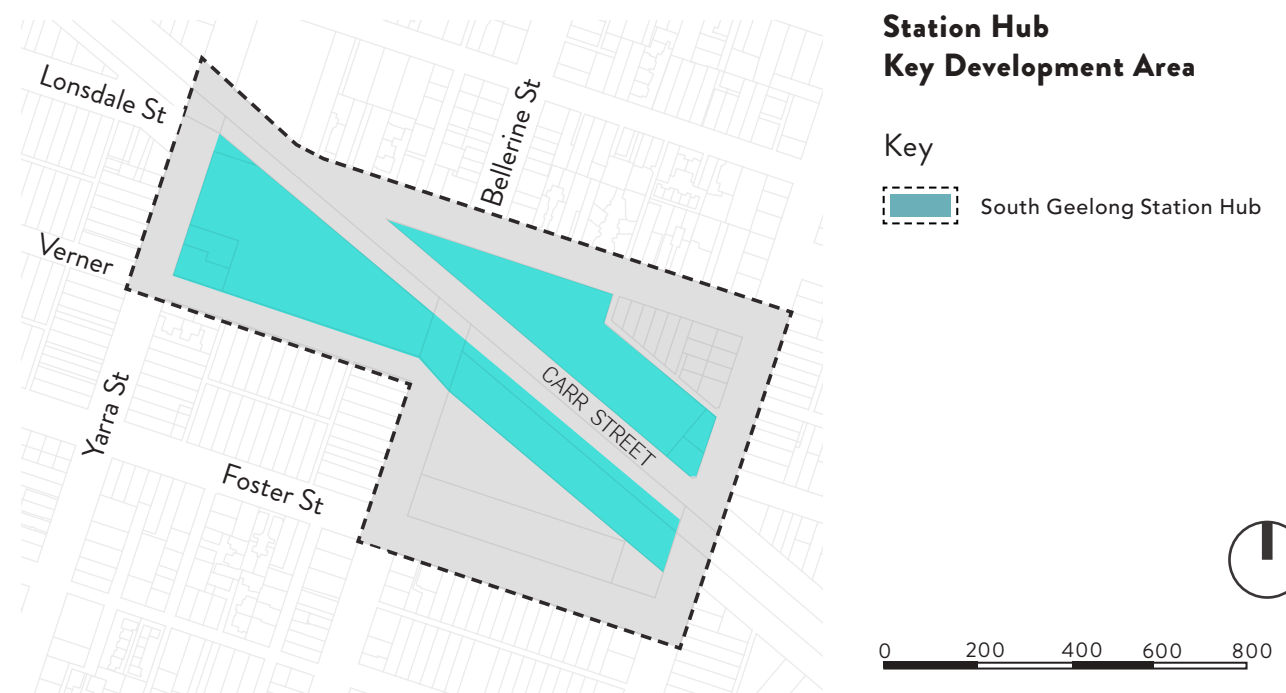 Station Hub
Key Development Area
Key
South Geelong Station Hub
Lonsdale St
Bellerine St
Verner
CARR STREET
Yarra St
Foster St
0 200 400 600 800